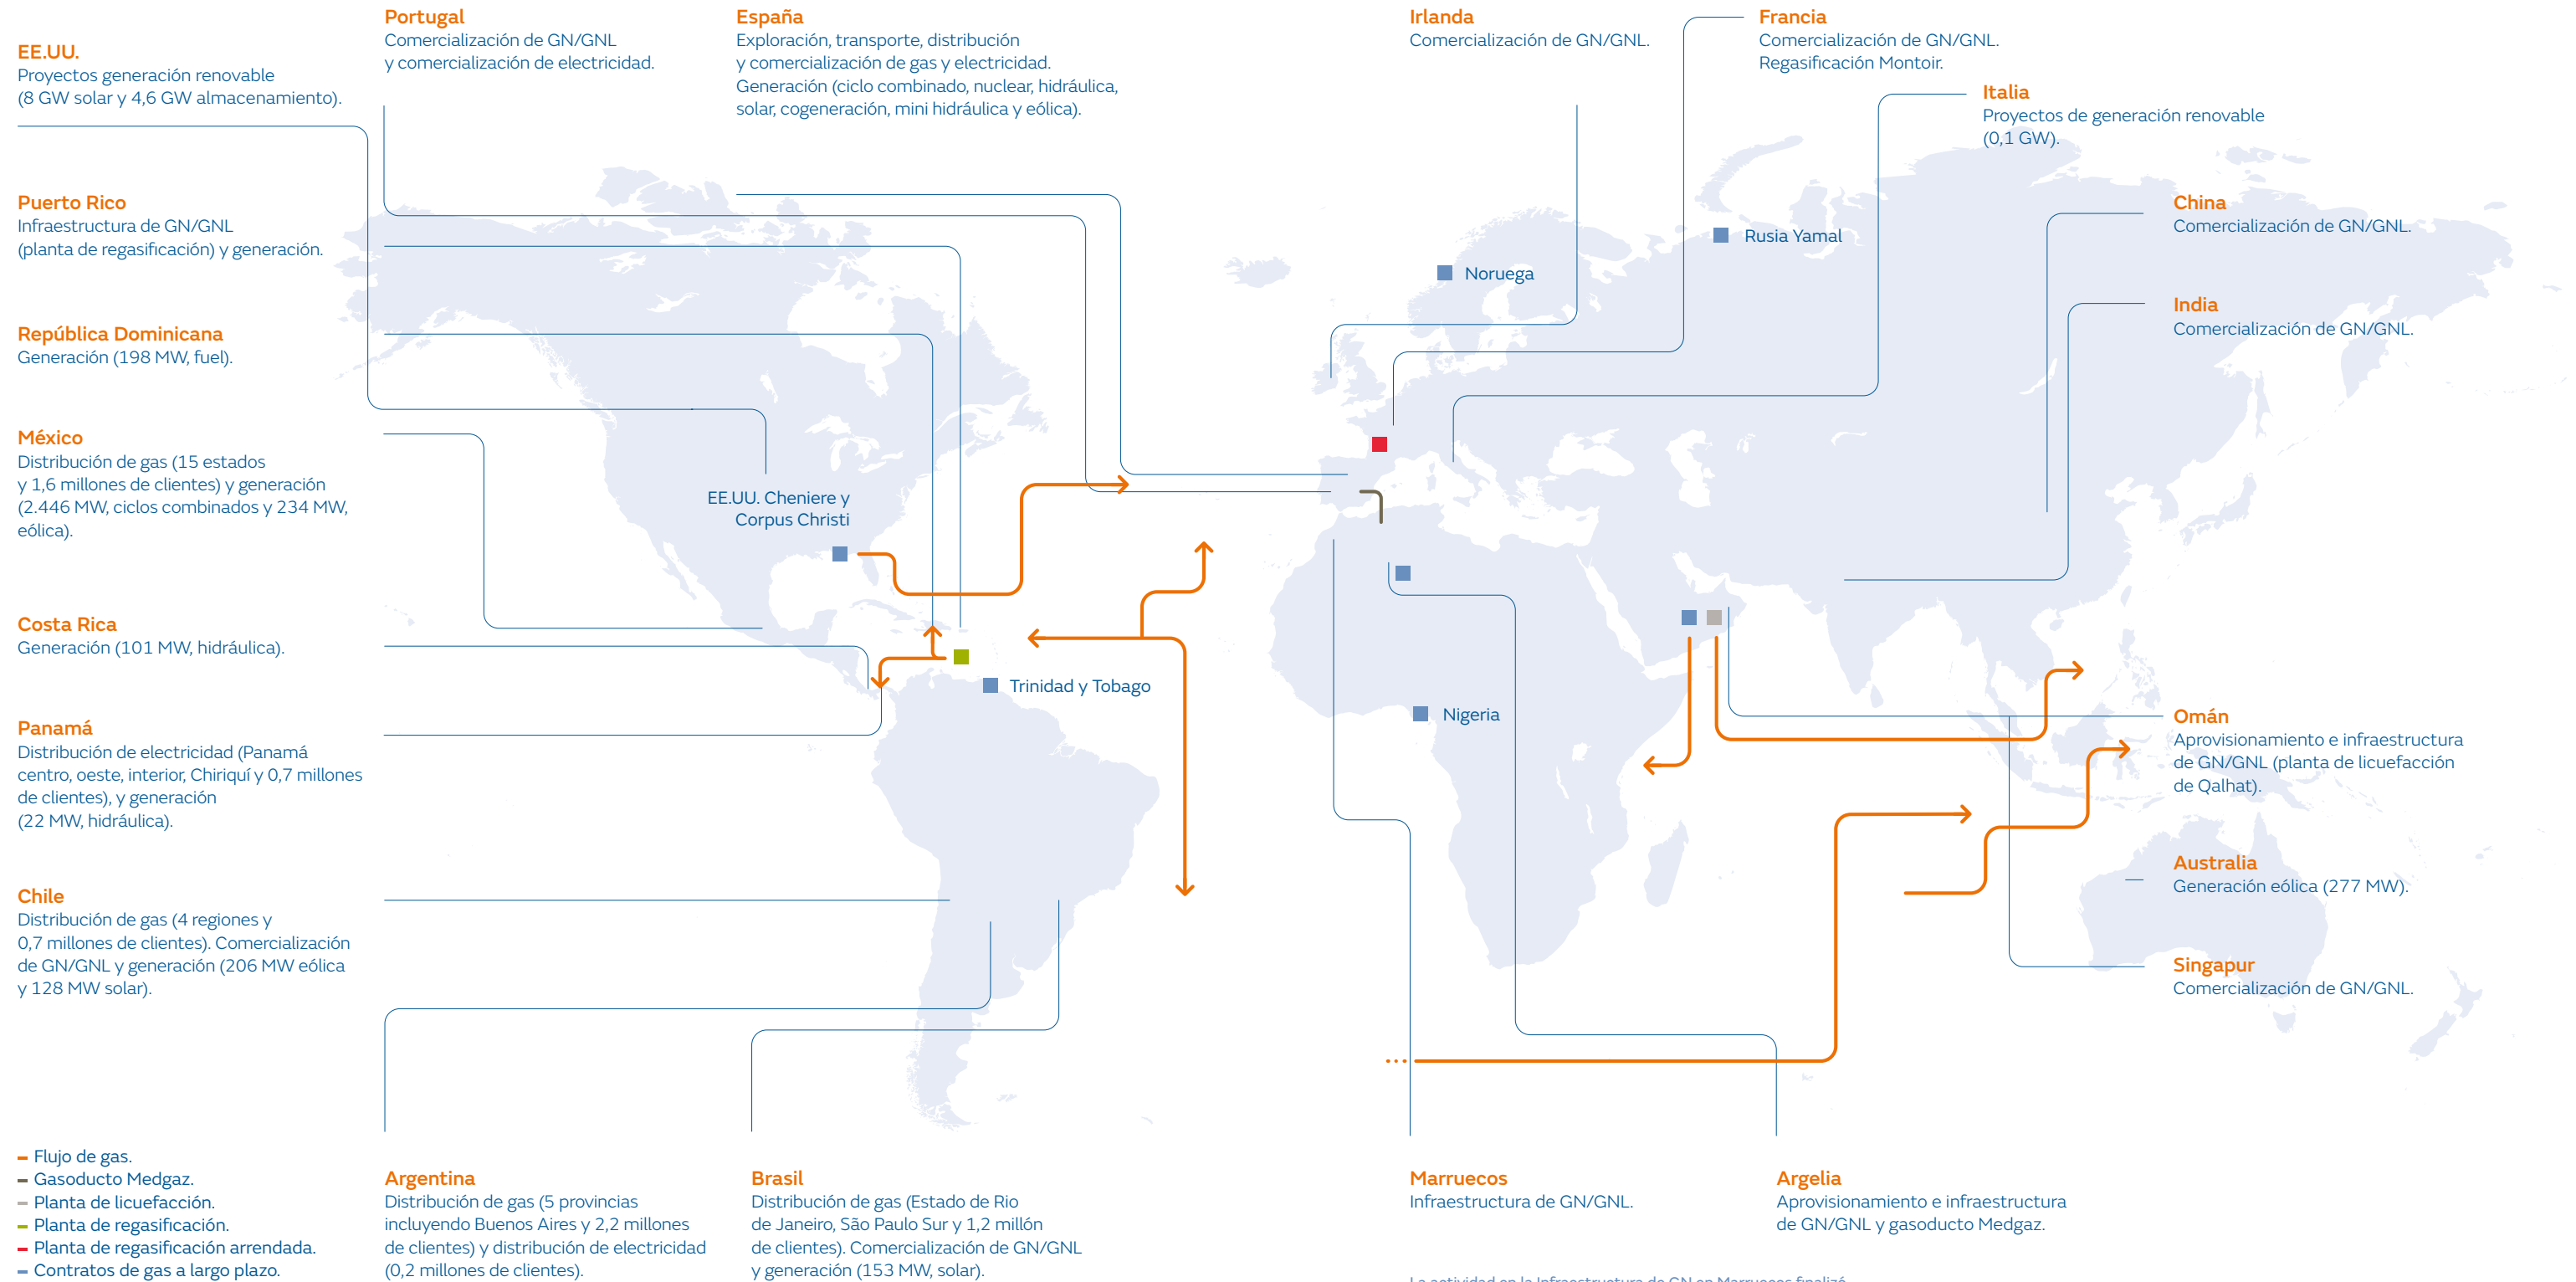 EE.UU.
Proyectos generación renovable
(8 GW solar y 4,6 GW almacenamiento).
Portugal
Comercialización de GN/GNL
y comercialización de electricidad.
España
Exploración, transporte, distribución
y comercialización de gas y electricidad.
Generación (ciclo combinado, nuclear, hidráulica,
solar, cogeneración, mini hidráulica y eólica).
Irlanda
Comercialización de GN/GNL.
Francia
Comercialización de GN/GNL.
Regasificación Montoir.
Italia
Proyectos de generación renovable
(0,1 GW).
Puerto Rico
Infraestructura de GN/GNL
(planta de regasificación) y generación.
República Dominicana
Generación (198 MW, fuel).
México
Distribución de gas (15 estados
y 1,6 millones de clientes) y generación
(2.446 MW, ciclos combinados y 234 MW,
eólica).
Costa Rica
Generación (101 MW, hidráulica).
Panamá
Distribución de electricidad (Panamá
centro, oeste, interior, Chiriquí y 0,7 millones
de clientes), y generación
(22 MW, hidráulica).
Chile
Distribución de gas (4 regiones y
0,7 millones de clientes). Comercialización
de GN/GNL y generación (206 MW eólica
y 128 MW solar).
Rusia Yamal
Noruega
EE.UU. Cheniere y
Corpus Christi
Trinidad y Tobago
Nigeria
China
Comercialización de GN/GNL.
India
Comercialización de GN/GNL.
Omán
Aprovisionamiento e infraestructura
de GN/GNL (planta de licuefacción
de Qalhat).
Australia
Generación eólica (277 MW).
Singapur
Comercialización de GN/GNL.
Flujo de gas.
Gasoducto Medgaz.
Planta de licuefacción.
Planta de regasificación.
Planta de regasificación arrendada.
Contratos de gas a largo plazo.
Argentina
Distribución de gas (5 provincias
incluyendo Buenos Aires y 2,2 millones
de clientes) y distribución de electricidad
(0,2 millones de clientes).
Brasil
Distribución de gas (Estado de Rio
de Janeiro, São Paulo Sur y 1,2 millón
de clientes). Comercialización de GN/GNL
y generación (153 MW, solar).
Marruecos
Infraestructura de GN/GNL.
Argelia
Aprovisionamiento e infraestructura
de GN/GNL y gasoducto Medgaz.
La actividad en la Infraestructura de GN en Marruecos finalizó